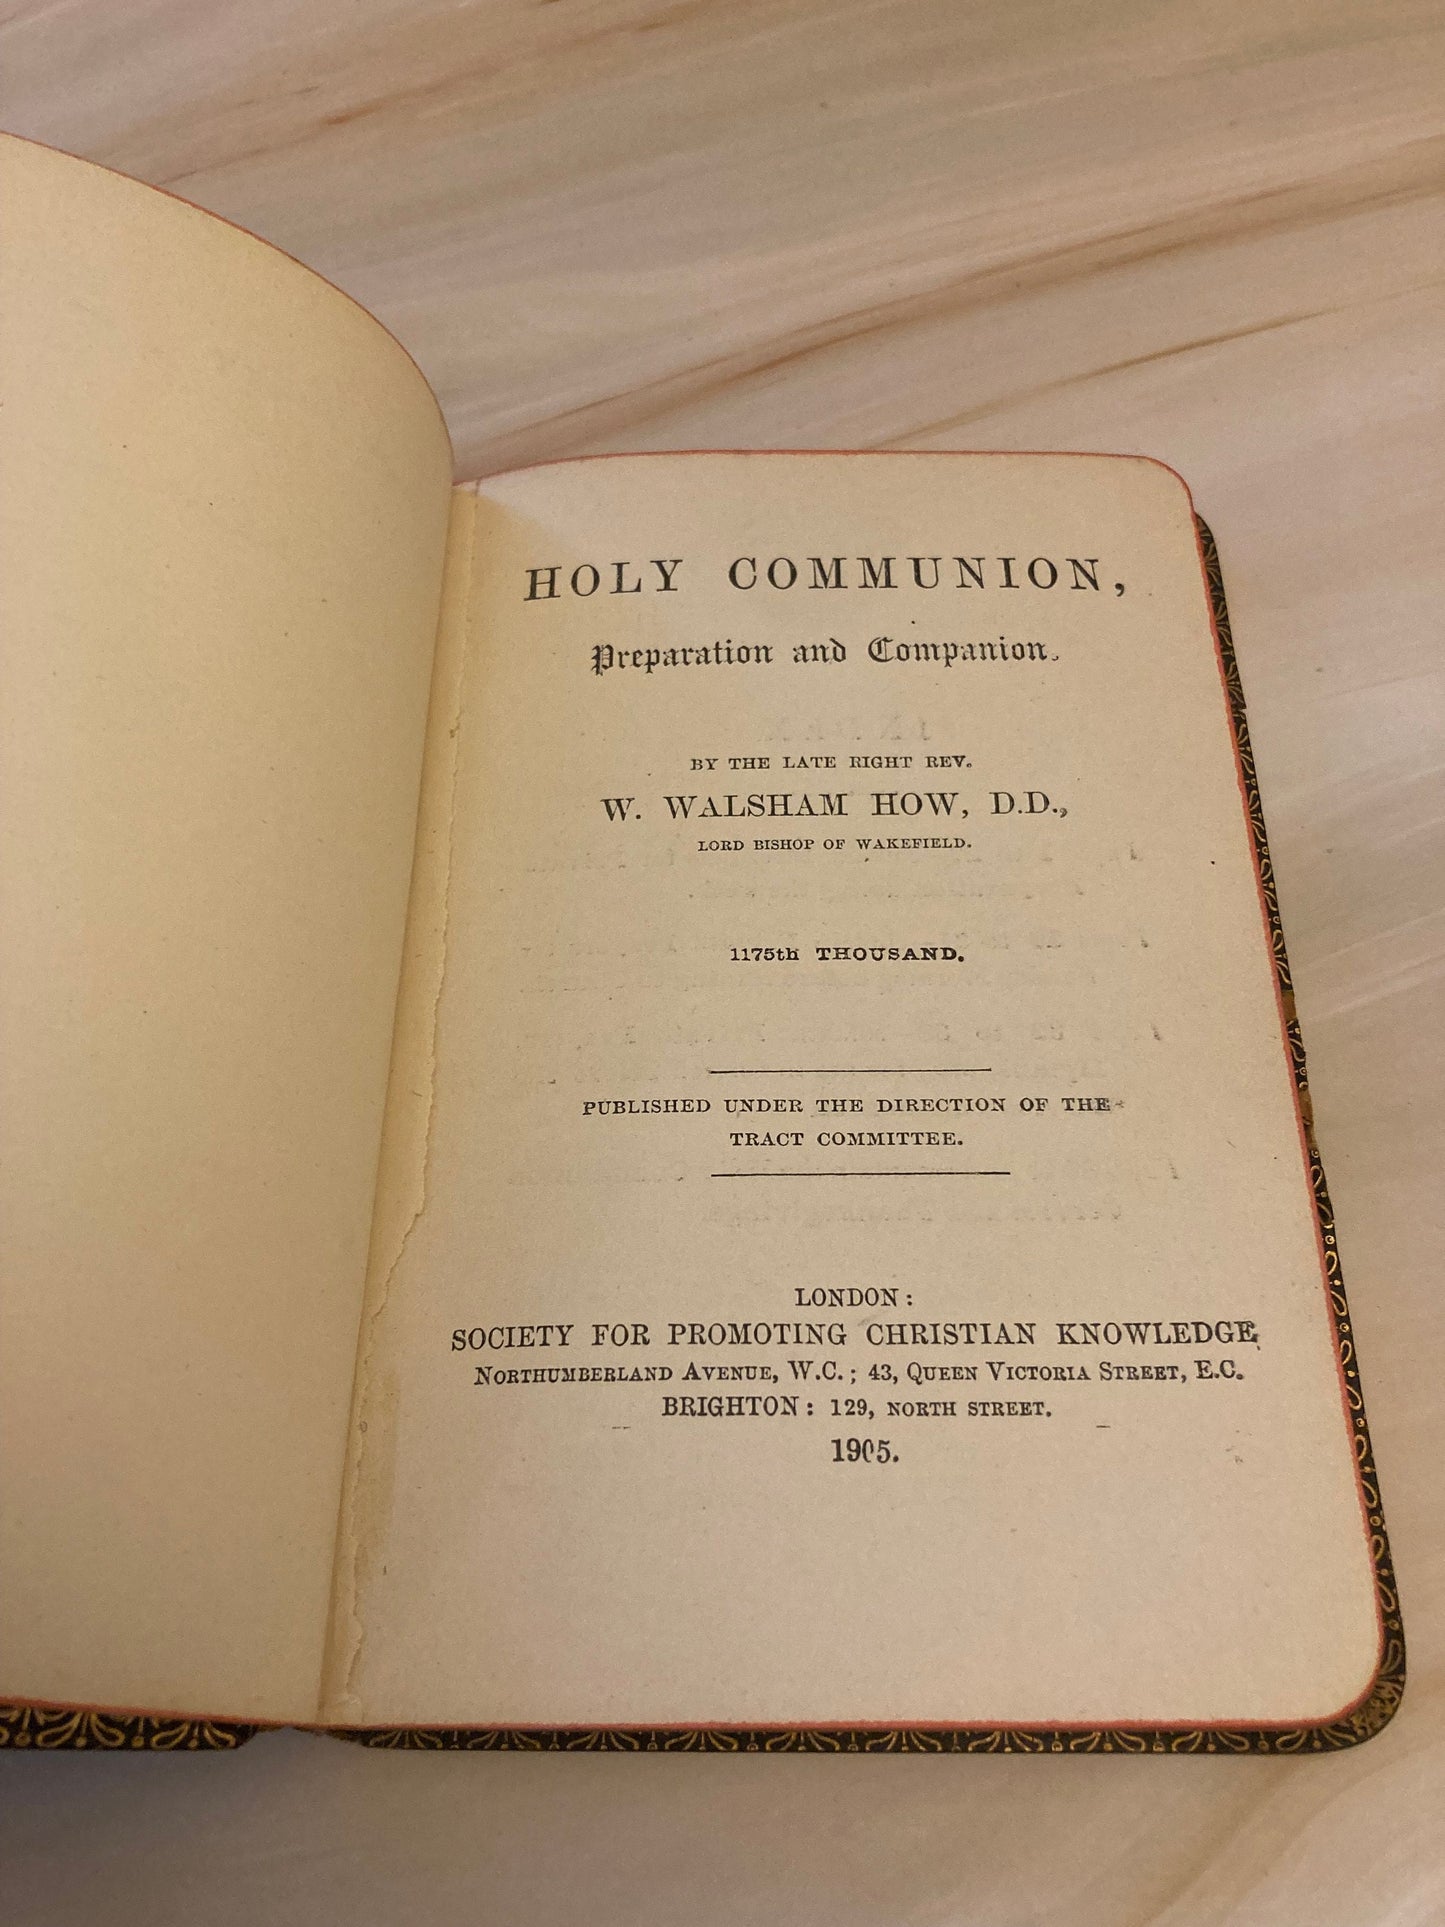 HOLY COMMUNION,
Preparation and Companion.
BY THE LATE RIGHT REV.
W. WALSHAM HOW, D.D.,
LORD BISHOP OF WAKEFIELD.
1175th THOUSAND.
PUBLISHED UNDER THE DIRECTION OF THE
TRACT COMMITTEE.
LONDON:
SOCIETY FOR PROMOTING CHRISTIAN KNOWLEDGE,
NORTHUMBERLAND AVENUE, W.C.; 43, QUEEN VICTORIA STREET, E.C.
BRIGHTON: 129, NORTH STREET.
1905.